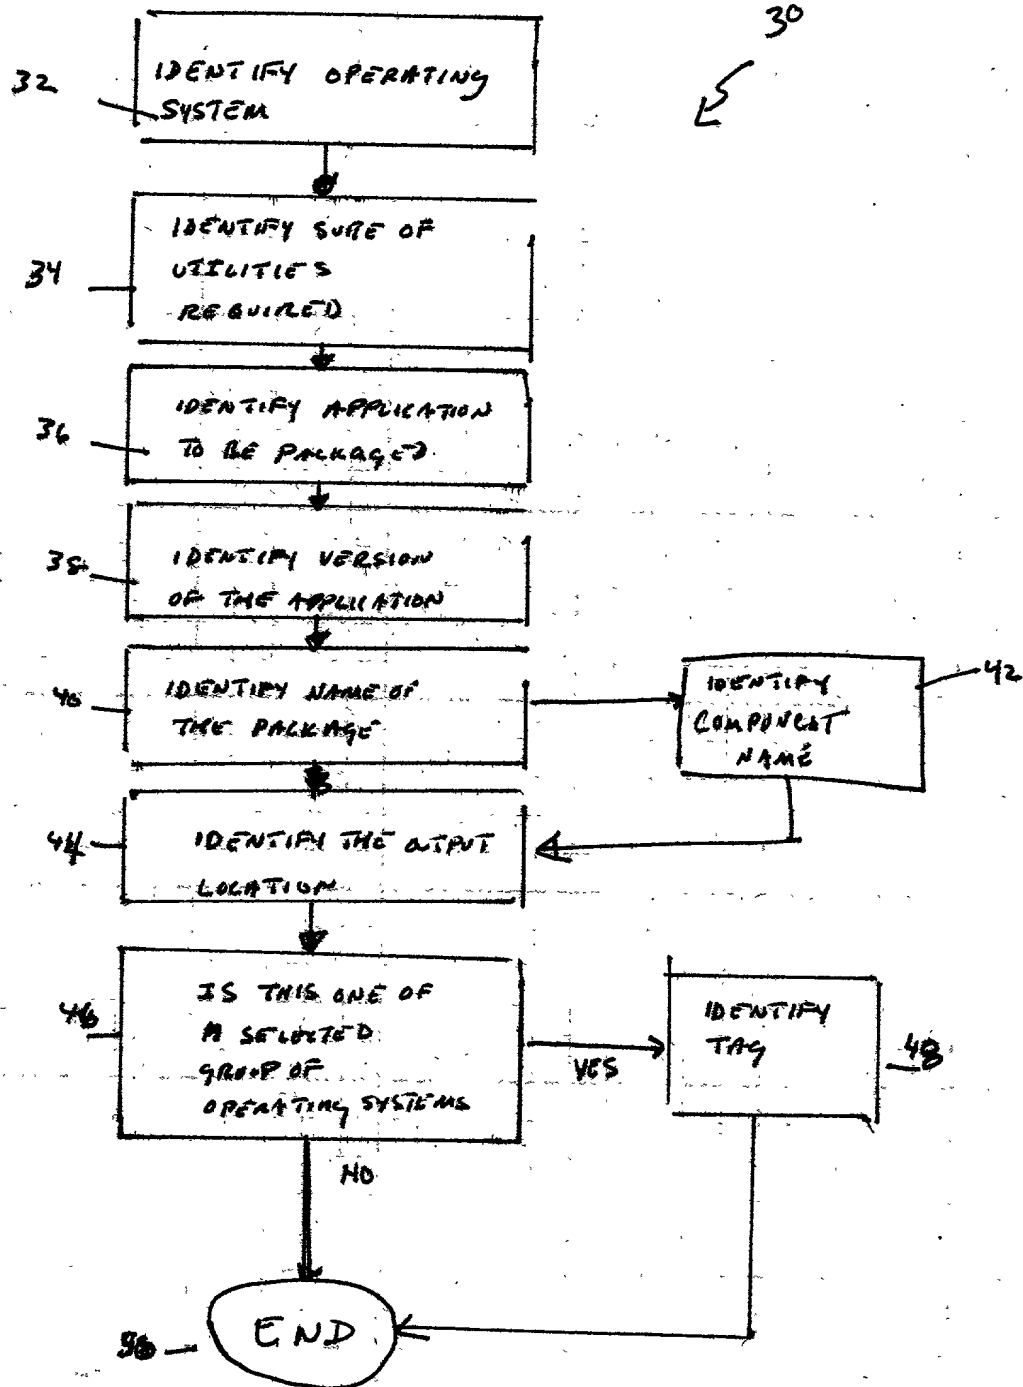 30
32
IDENTIFY OPERATING
SYSTEM
34
IDENTIFY SUITE OF
UTILITIES
REQUIRED
36
IDENTIFY APPLICATION
TO BE PACKAGED
38
IDENTIFY VERSION
OF THE APPLICATION
40
IDENTIFY NAME OF
THE PACKAGE
42
IDENTIFY
COMPONENT
NAME
44
IDENTIFY THE OUTPUT
LOCATION
46
IS THIS ONE OF
A SELECTED
GROUP OF
OPERATING SYSTEMS
YES
IDENTIFY
TAG
48
NO
END
50